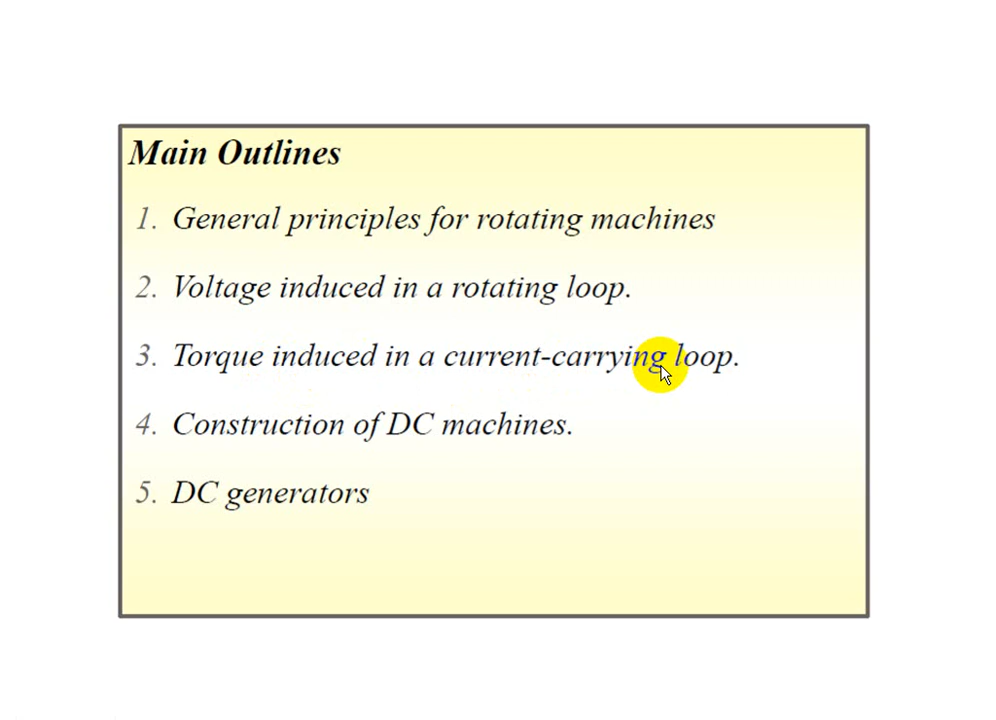 Main Outlines
1. General principles for rotating machines
2. Voltage induced in a rotating loop.
3. Torque induced in a current-carrying loop.
4. Construction of DC machines.
5. DC generators